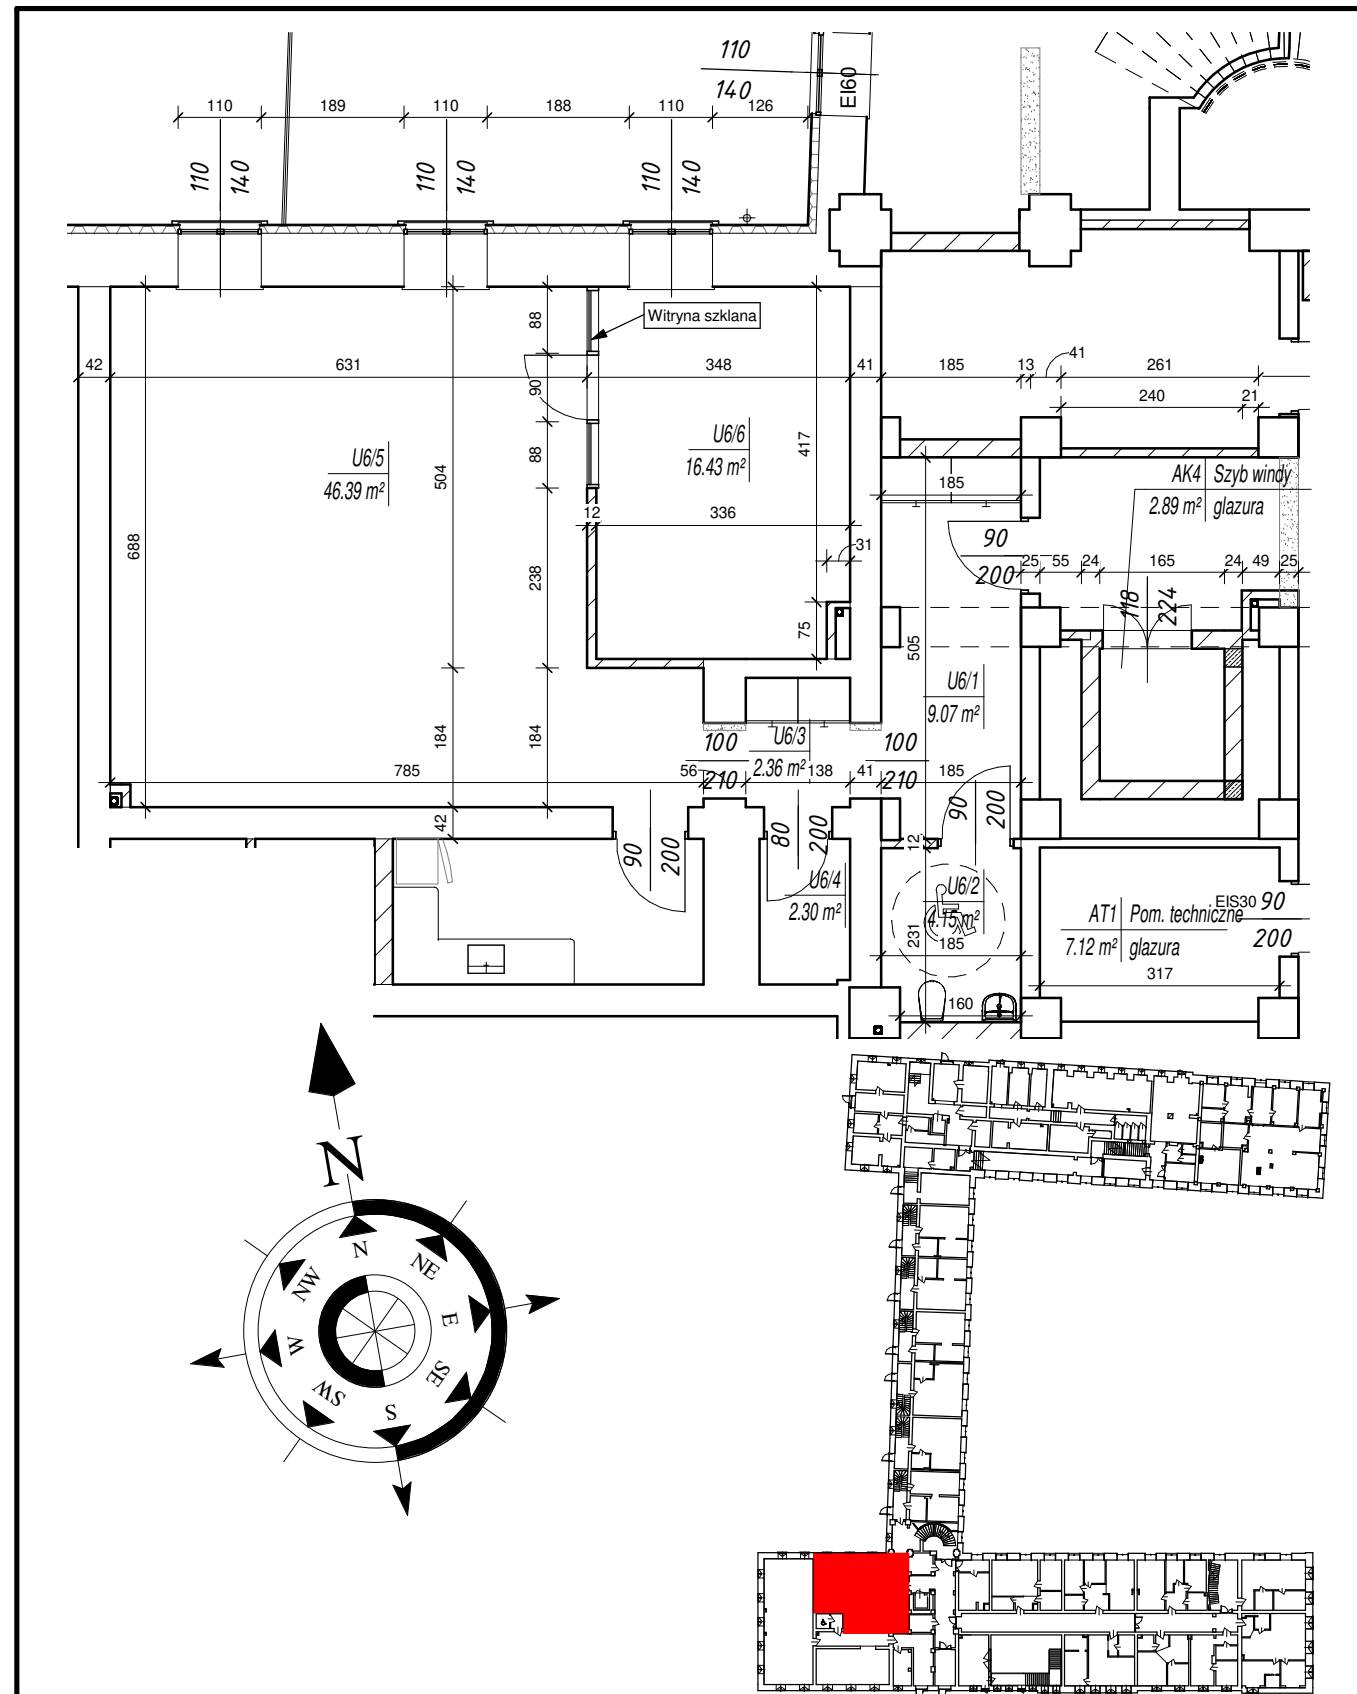 110
140
EI60
110 189 110 188 110 126
110 140
110 140
110 140
Witryna szklana
88
42 631 348 41 185 13 41 261
90
240 21
U6/5
46.39 m²
U6/6
16.43 m²
417
504
88
185
AK4 Szyb windy
2.89 m² glazura
12 336
31
90
200
688
238
25 55 24 165 24 49 25
118 224
75
505
U6/1
9.07 m²
184
184
100
210
U6/3
2.36 m²
100
210
785 56 138 41 185
42
90 200
80 200
90 200
12
U6/4
2.30 m²
U6/2
4.15 m²
231
185
AT1 Pom. techniczne
7.12 m² glazura
EIS30 90
200
317
160
N
N
NE
E
SE
S
SW
W
NW